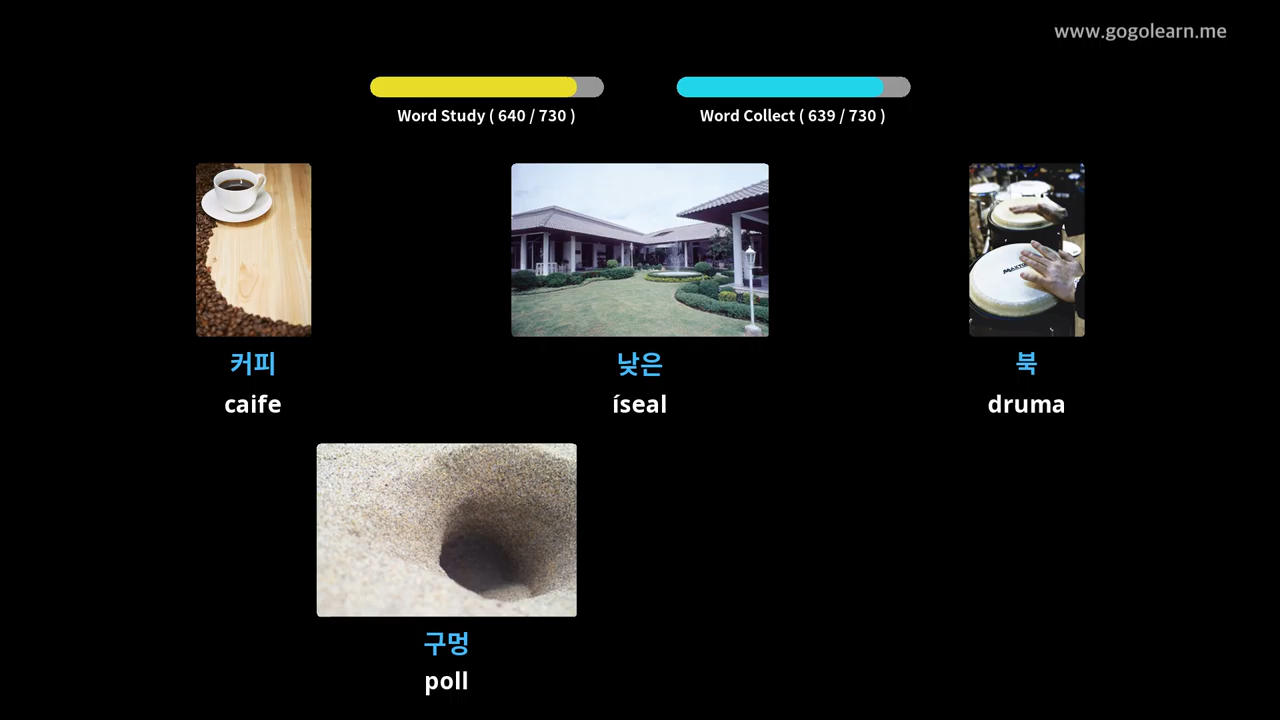 www.gogolearn.me
Word Study ( 640 / 730 )
Word Collect ( 639 / 730 )
커피
낮은
북
caife
íseal
druma
구멍
poll